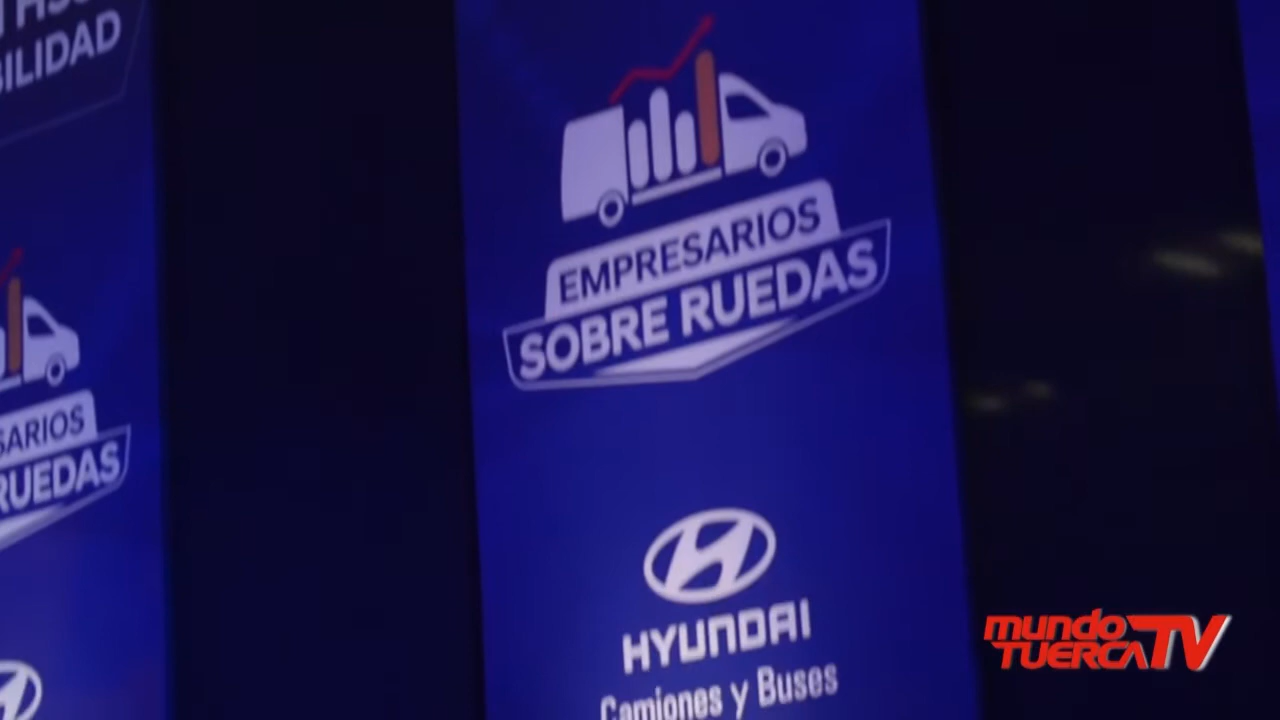 EMPRESARIOS
SOBRE RUEDAS
HYUNDAI
Camiones y Buses
SARIOS
RUEDAS
BILIDAD
mundo
TUERCA TV